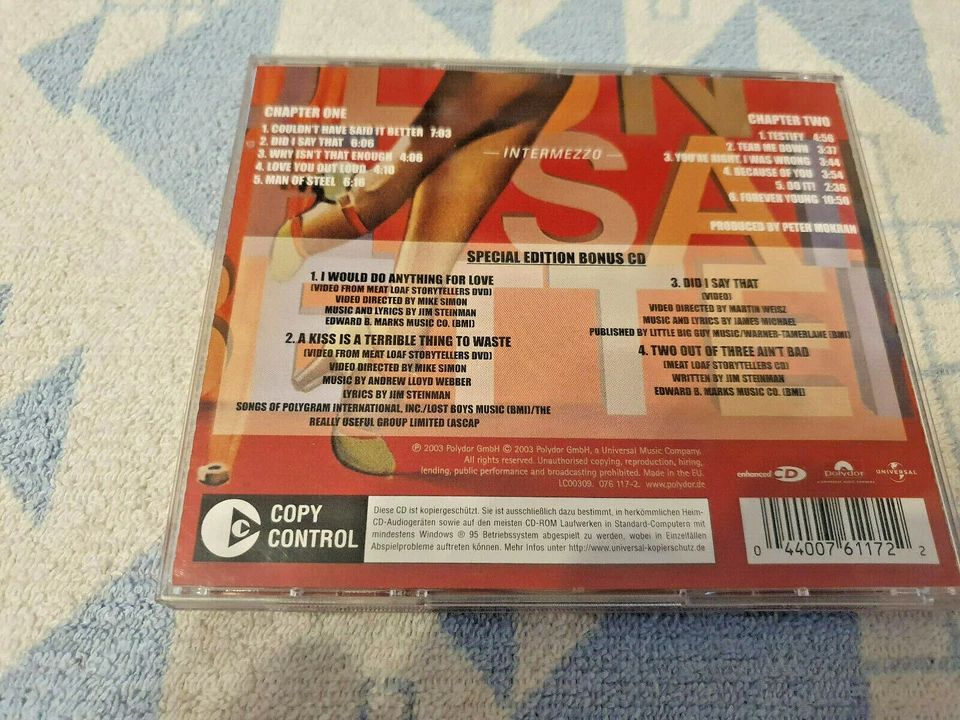 CHAPTER ONE
1. COULDN'T HAVE SAID IT BETTER 7:03
2. DID I SAY THAT 6:06
3. WHY ISN'T THAT ENOUGH 4:06
4. LOVE YOU OUT LOUD 4:10
5. MAN OF STEEL 6:18
— INTERMEZZO —
CHAPTER TWO
1. TESTIFY 4:56
2. TEAR ME DOWN 3:37
3. YOU'RE RIGHT, I WAS WRONG 3:44
4. BECAUSE OF YOU 3:54
5. DO IT! 2:36
6. FOREVER YOUNG 10:50
PRODUCED BY PETER MOKRAN
SPECIAL EDITION BONUS CD
1. I WOULD DO ANYTHING FOR LOVE
(VIDEO FROM MEAT LOAF STORYTELLERS DVD)
VIDEO DIRECTED BY MIKE SIMON
MUSIC AND LYRICS BY JIM STEINMAN
EDWARD B. MARKS MUSIC CO. (BMI)
2. A KISS IS A TERRIBLE THING TO WASTE
(VIDEO FROM MEAT LOAF STORYTELLERS DVD)
VIDEO DIRECTED BY MIKE SIMON
MUSIC BY ANDREW LLOYD WEBBER
LYRICS BY JIM STEINMAN
SONGS OF POLYGRAM INTERNATIONAL, INC./LOST BOYS MUSIC (BMI)/THE
REALLY USEFUL GROUP LIMITED (ASCAP
3. DID I SAY THAT
(VIDEO)
VIDEO DIRECTED BY MARTIN WEISZ
MUSIC AND LYRICS BY JAMES MICHAEL
PUBLISHED BY LITTLE BIG GUY MUSIC/WARNER-TAMERLANE (BMI)
4. TWO OUT OF THREE AIN'T BAD
(MEAT LOAF STORYTELLERS CD)
WRITTEN BY JIM STEINMAN
EDWARD B. MARKS MUSIC CO. (BMI)
℗ 2003 Polydor GmbH © 2003 Polydor GmbH, a Universal Music Company.
All rights reserved. Unauthorised copying, reproduction, hiring,
lending, public performance and broadcasting prohibited. Made in the EU.
LC00309. 076 117-2. www.polydor.de
enhanced CD
Polydor
UNIVERSAL
COPY
CONTROL
Diese CD ist kopiergeschützt. Sie ist ausschließlich dazu bestimmt, in herkömmlichen Heim-
CD-Audiogeräten sowie auf den meisten CD-ROM Laufwerken in Standard-Computern mit
mindestens Windows ® 95 Betriebssystem abgespielt zu werden, wobei in Einzelfällen
Abspielprobleme auftreten können. Mehr Infos unter http://www.universal-kopierschutz.de
0 44007 61172 2